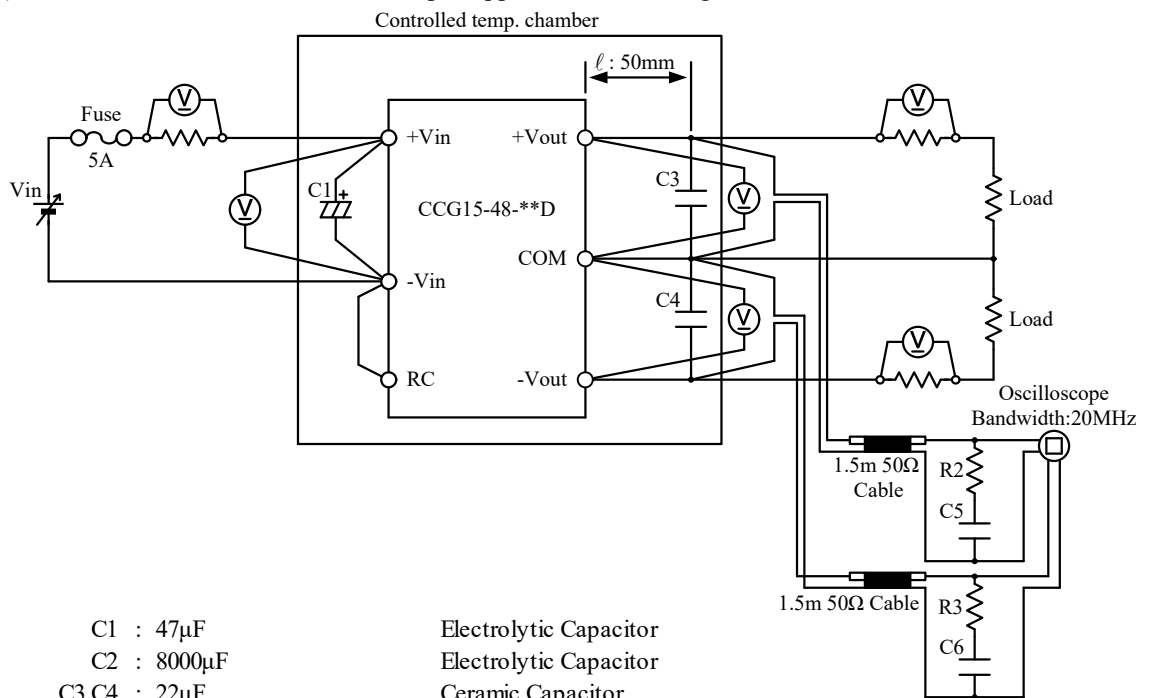 Controlled temp. chamber
ℓ : 50mm
Fuse
5A
Vin
V
V
C1
+
+Vin
-Vin
RC
CCG15-48-**D
+Vout
COM
-Vout
C3
C4
V
V
V
V
Load
Load
Oscilloscope
Bandwidth:20MHz
1.5m 50Ω
Cable
R2
C5
1.5m 50Ω Cable
R3
C6
C1 : 47µF Electrolytic Capacitor
C2 : 8000µF Electrolytic Capacitor
C3,C4 : 22µF Ceramic Capacitor